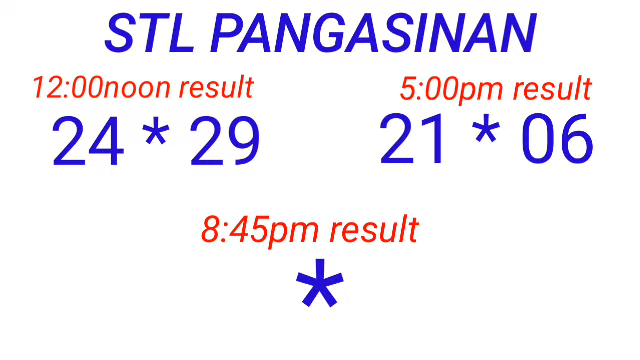 STL PANGASINAN
12:00noon result
5:00pm result
24 * 29
21 * 06
8:45pm result
*